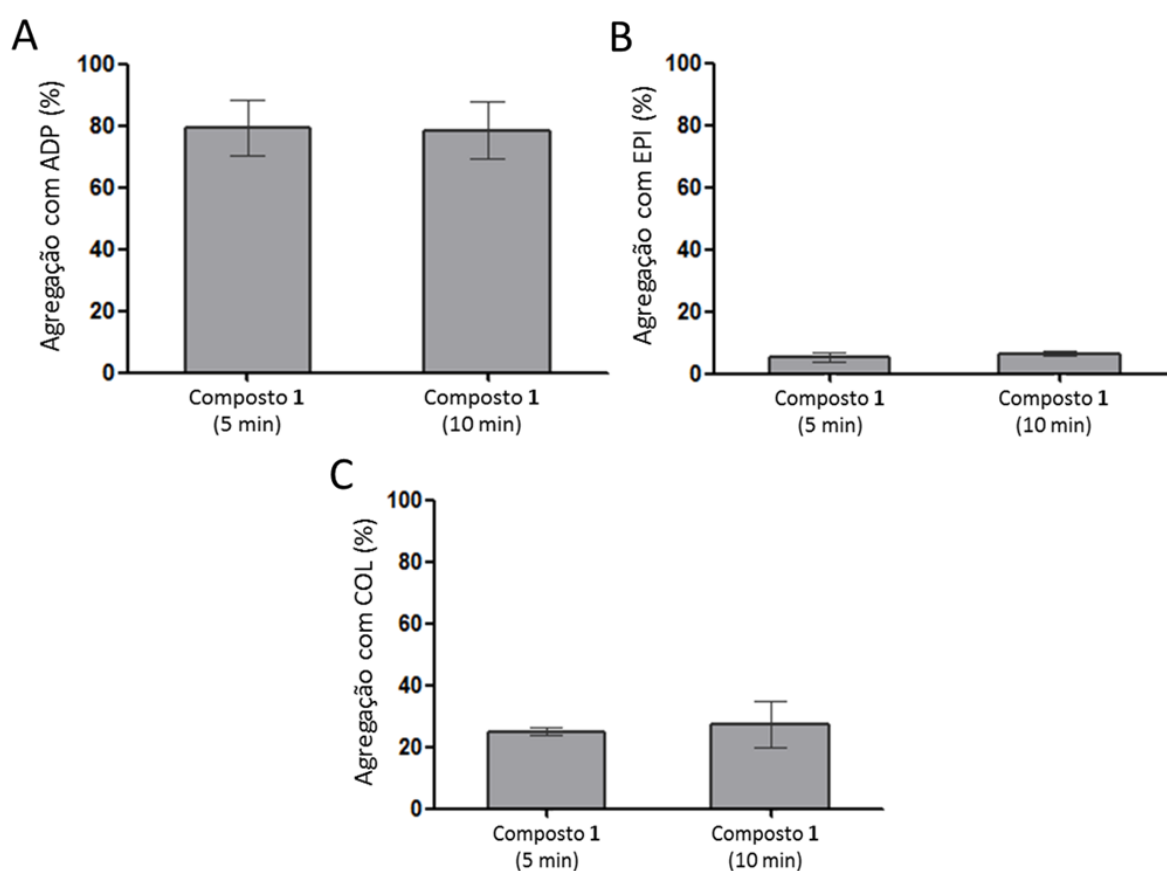 A
Agregação com ADP (%)
100
80
60
40
20
0
Composto 1
(5 min)
Composto 1
(10 min)
B
Agregação com EPI (%)
100
80
60
40
20
0
Composto 1
(5 min)
Composto 1
(10 min)
C
Agregação com COL (%)
100
80
60
40
20
0
Composto 1
(5 min)
Composto 1
(10 min)